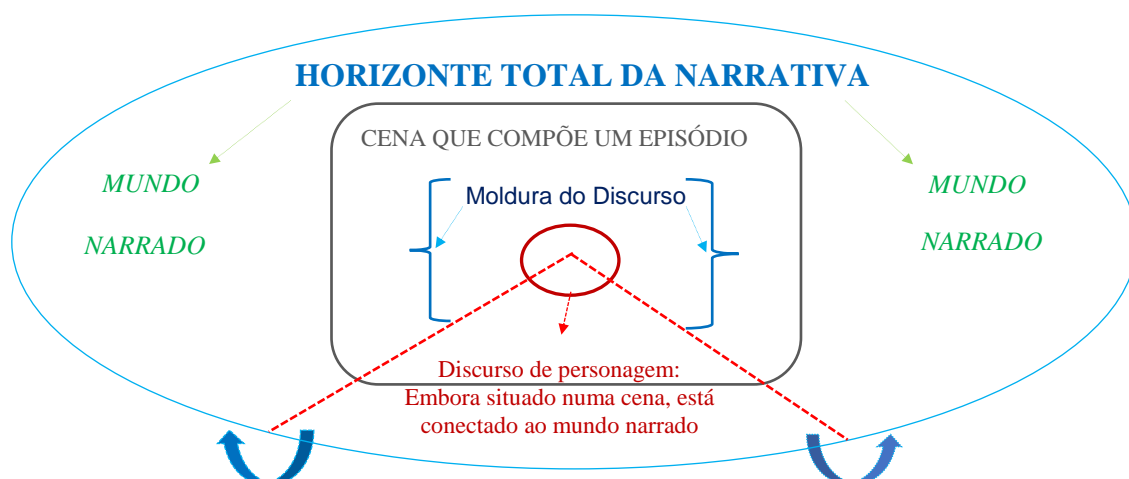 HORIZONTE TOTAL DA NARRATIVA
CENA QUE COMPÕE UM EPISÓDIO
MUNDO
NARRADO
Moldura do Discurso
MUNDO
NARRADO
Discurso de personagem:
Embora situado numa cena, está
conectado ao mundo narrado